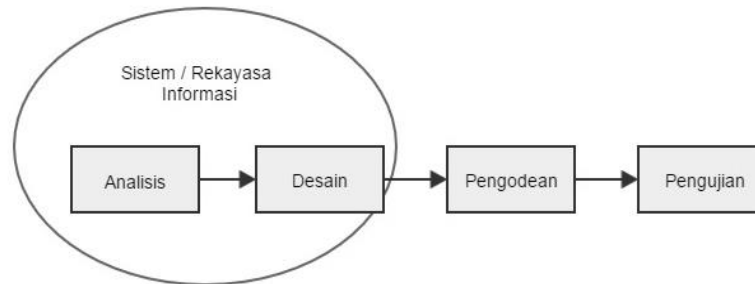 Sistem / Rekayasa
Informasi
Analisis
Desain
Pengodean
Pengujian